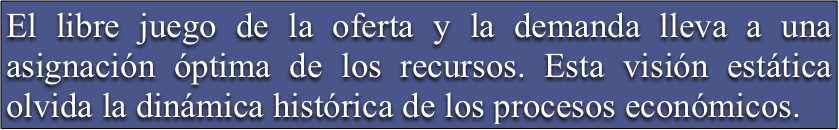 El libre juego de la oferta y la demanda lleva a una
asignación óptima de los recursos. Esta visión estática
olvida la dinámica histórica de los procesos económicos.